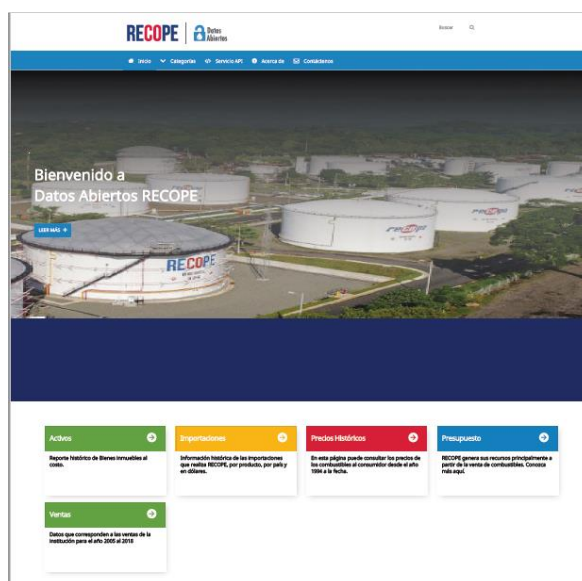 RECOPE Datos Abiertos
Buscar
Inicio Categorías Servicio API Acerca de Contáctenos
Bienvenido a
Datos Abiertos RECOPE
LEER MÁS +
RECOPE
recope
recope
Activos
Reporte histórico de Bienes Inmuebles al
costo.
Importaciones
Información histórica de las importaciones
que realiza RECOPE, por producto, por país y
en dólares.
Precios Históricos
En esta página puede consultar los precios de
los combustibles al consumidor desde el año
1994 a la fecha.
Presupuesto
RECOPE genera sus recursos principalmente a
partir de la venta de combustibles. Conozca
más aquí.
Ventas
Datos que corresponden a las ventas de la
institución para el año 2005 al 2018